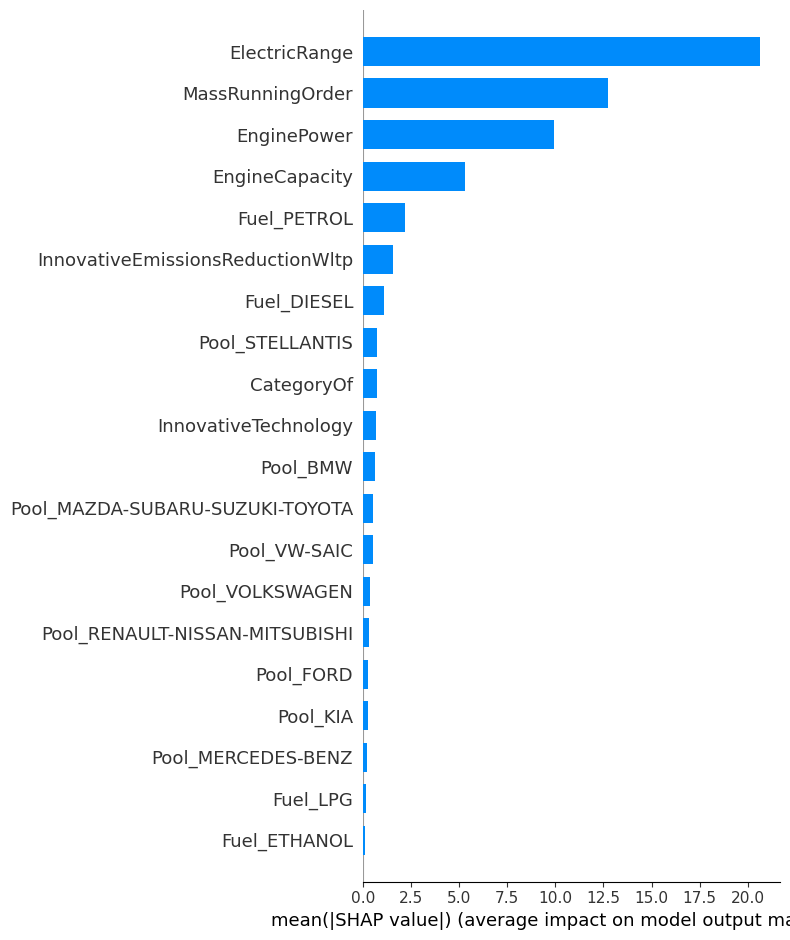 ElectricRange
MassRunningOrder
EnginePower
EngineCapacity
Fuel_PETROL
InnovativeEmissionsReductionWltp
Fuel_DIESEL
Pool_STELLANTIS
CategoryOf
InnovativeTechnology
Pool_BMW
Pool_MAZDA-SUBARU-SUZUKI-TOYOTA
Pool_VW-SAIC
Pool_VOLKSWAGEN
Pool_RENAULT-NISSAN-MITSUBISHI
Pool_FORD
Pool_KIA
Pool_MERCEDES-BENZ
Fuel_LPG
Fuel_ETHANOL
0.0 2.5 5.0 7.5 10.0 12.5 15.0 17.5 20.0
mean(|SHAP value|) (average impact on model output